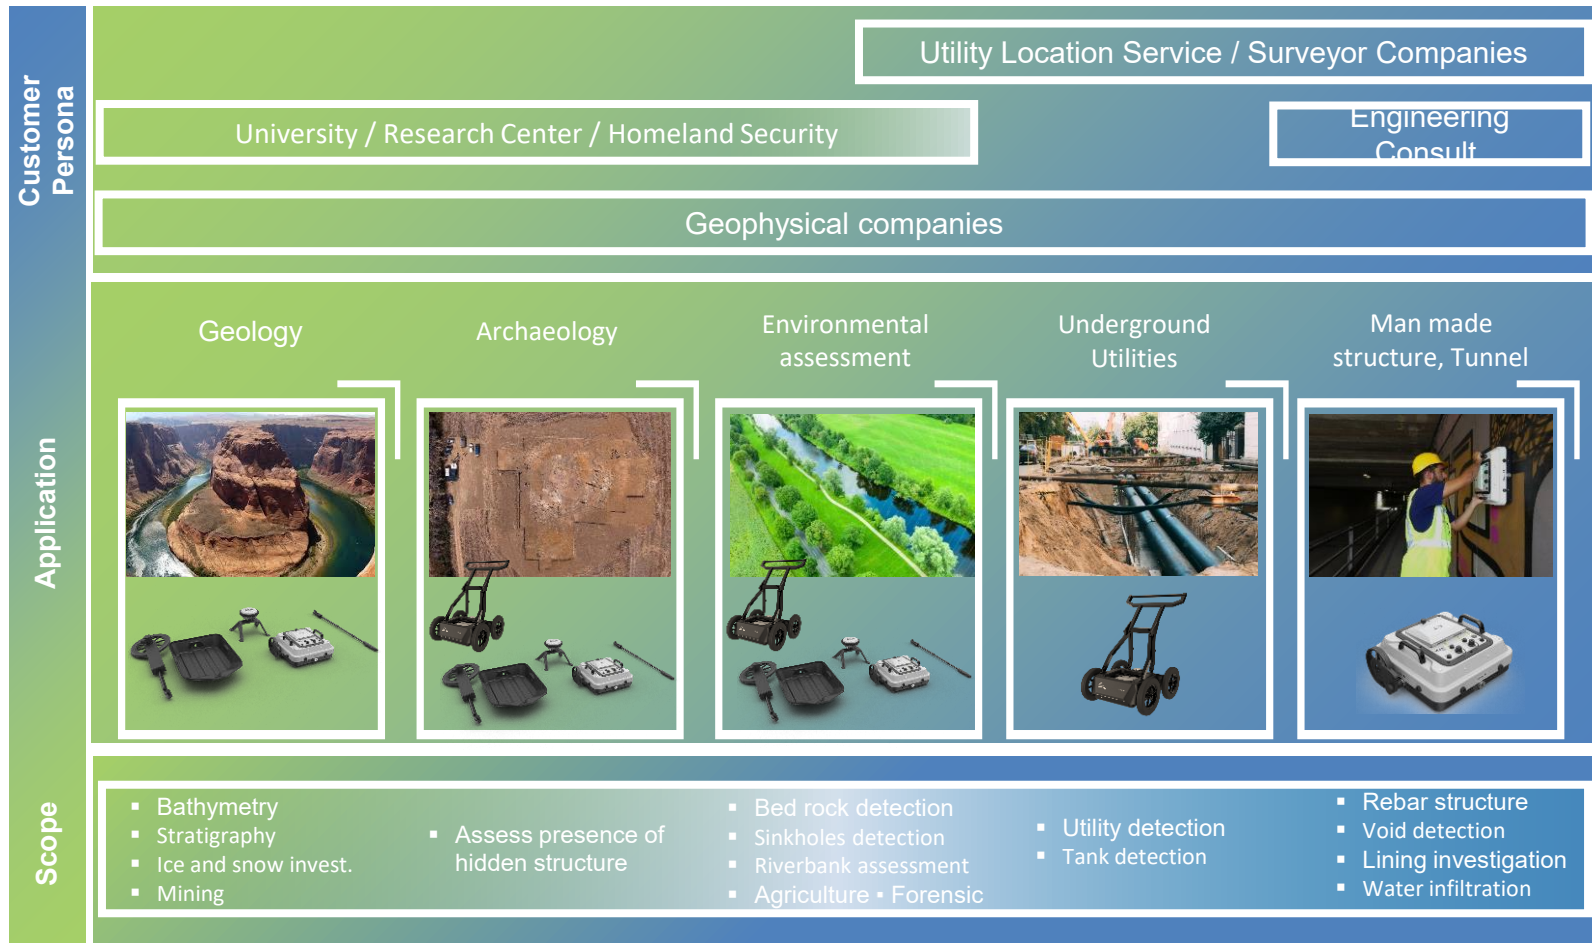 Customer
Persona
Utility Location Service / Surveyor Companies
University / Research Center / Homeland Security
Engineering
Consult.
Geophysical companies
Application
Geology
Archaeology
Environmental
assessment
Underground
Utilities
Man made
structure, Tunnel
Scope
▪ Bathymetry
▪ Stratigraphy
▪ Ice and snow invest.
▪ Mining
▪ Assess presence of
hidden structure
▪ Bed rock detection
▪ Sinkholes detection
▪ Riverbank assessment
▪ Agriculture ▪ Forensic
▪ Utility detection
▪ Tank detection
▪ Rebar structure
▪ Void detection
▪ Lining investigation
▪ Water infiltration